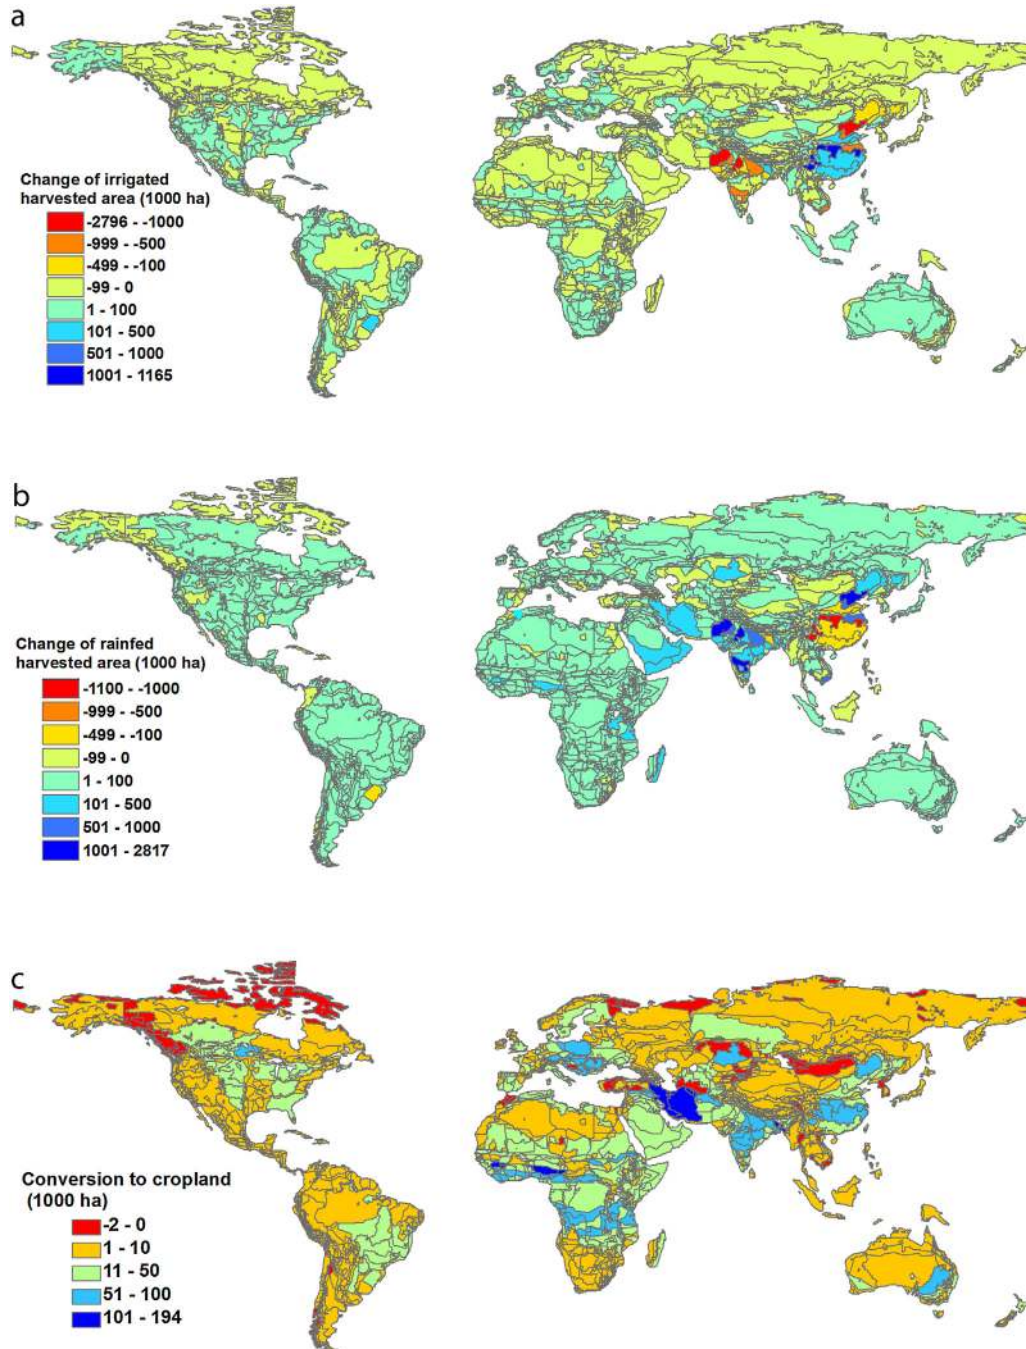 a
Change of irrigated
harvested area (1000 ha)
-2796 - -1000
-999 - -500
-499 - -100
-99 - 0
1 - 100
101 - 500
501 - 1000
1001 - 1165
b
Change of rainfed
harvested area (1000 ha)
-1100 - -1000
-999 - -500
-499 - -100
-99 - 0
1 - 100
101 - 500
501 - 1000
1001 - 2817
c
Conversion to cropland
(1000 ha)
-2 - 0
1 - 10
11 - 50
51 - 100
101 - 194